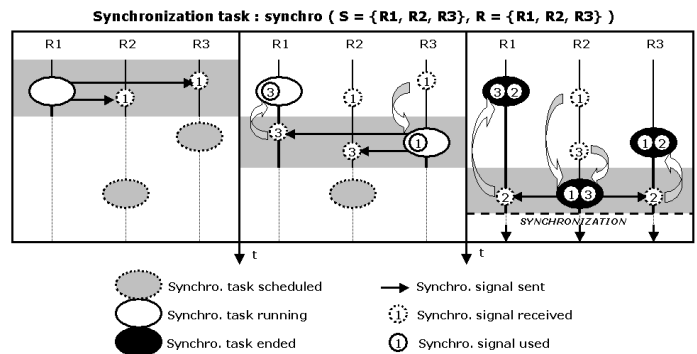 Synchronization task : synchro ( S = {R1, R2, R3}, R = {R1, R2, R3} )
R1 R2 R3 R1 R2 R3 R1 R2 R3
1 1
3 1 1
3 1
3
3 2 1
3
1 2
2 1 3 2
SYNCHRONIZATION
t t
Synchro. task scheduled Synchro. signal sent
Synchro. task running 1 Synchro. signal received
Synchro. task ended 1 Synchro. signal used